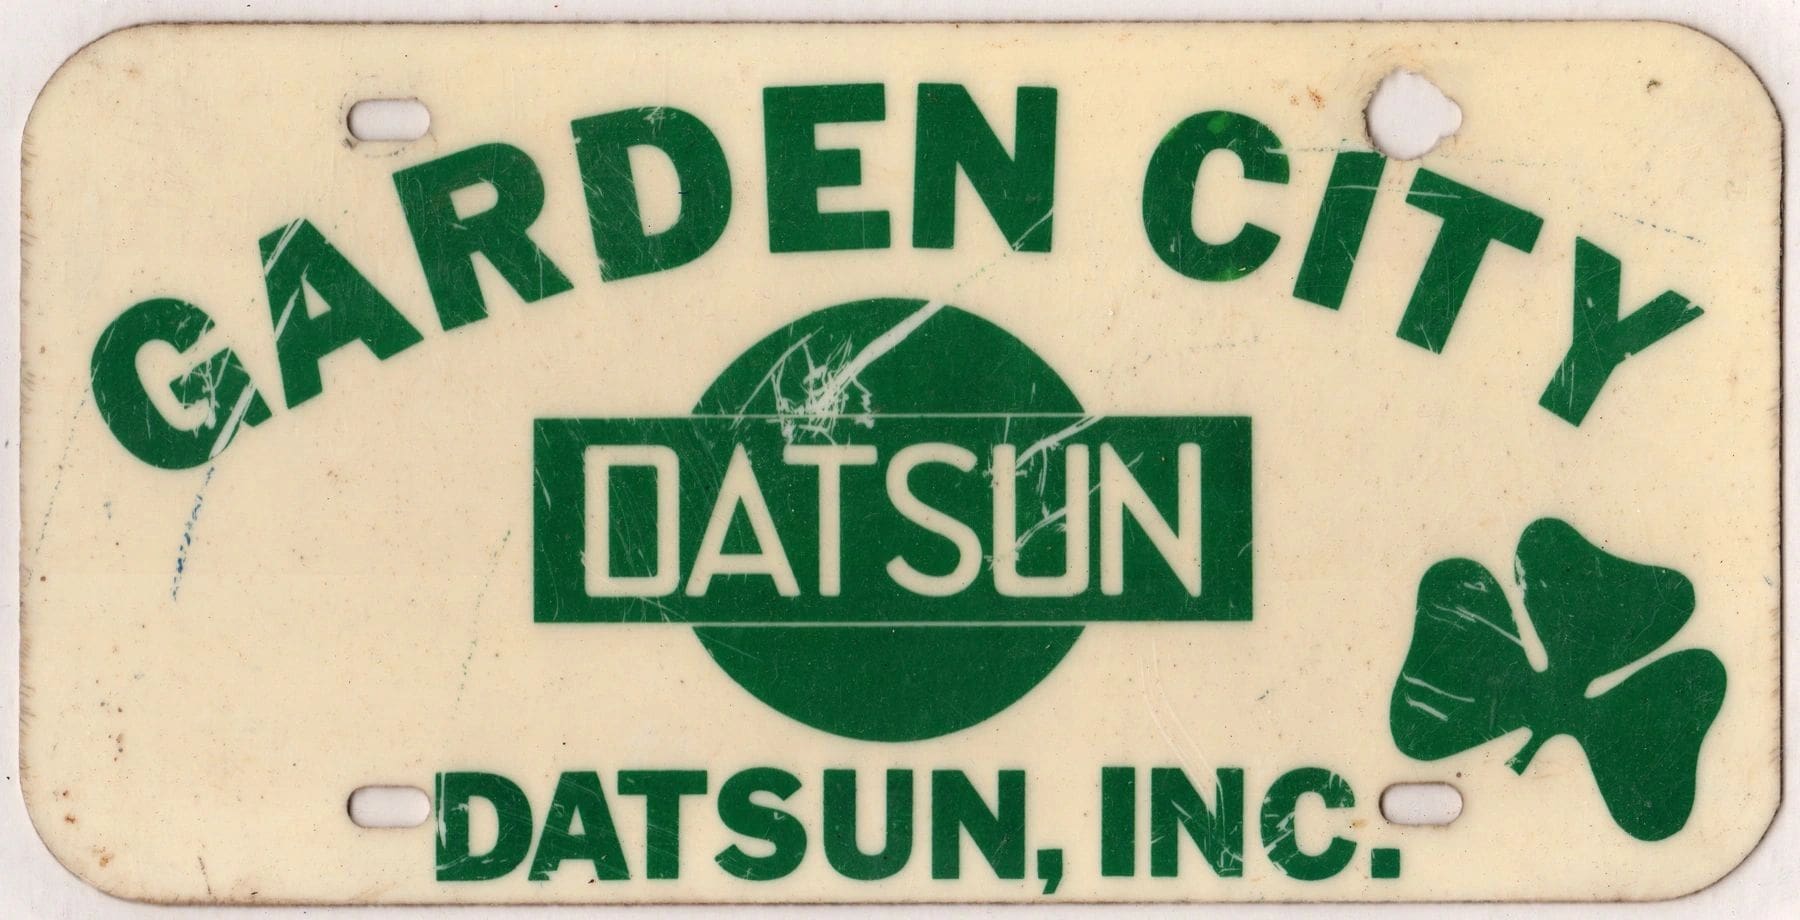 GARDEN CITY
DATSUN
DATSUN, INC.